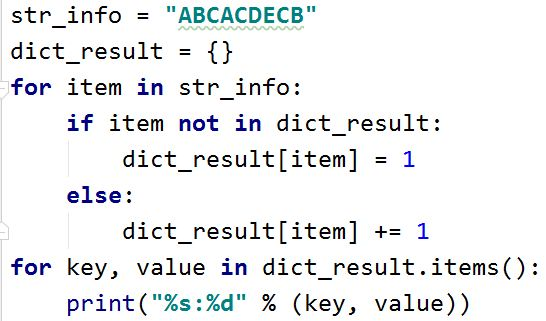 str_info = "ABCACDECB"
dict_result = {}
for item in str_info:
    if item not in dict_result:
        dict_result[item] = 1
    else:
        dict_result[item] += 1
for key, value in dict_result.items():
    print("%s:%d" % (key, value))